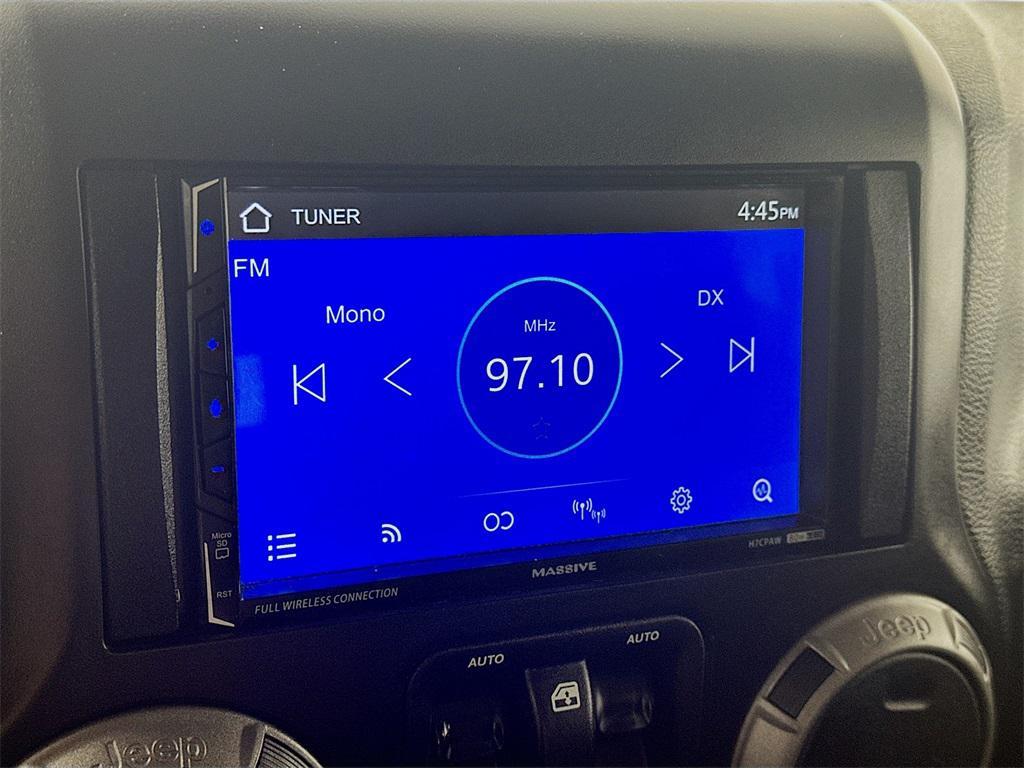 TUNER
4:45PM
FM
Mono
DX
MHz
97.10
Micro
SD
RST
FULL WIRELESS CONNECTION
MASSIVE
H7CPAW
AUTO
AUTO
Jeep
Jeep